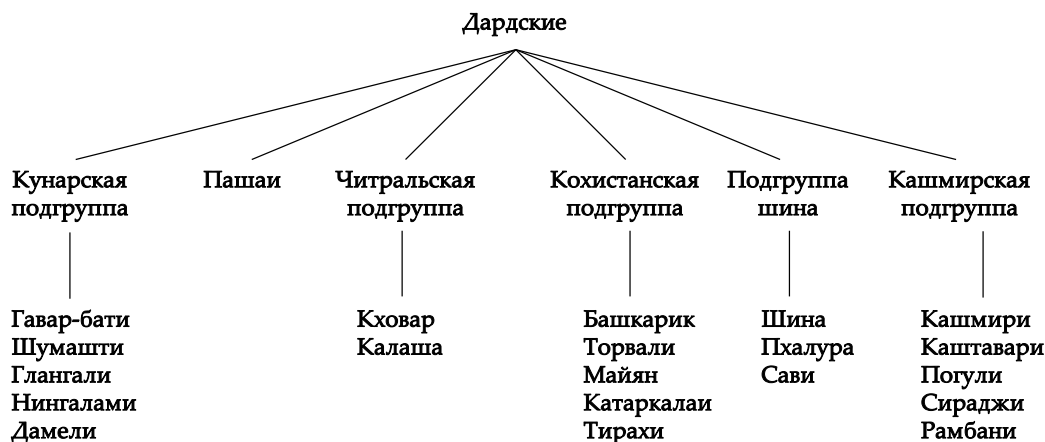 Дардские
Кунарская подгруппа
Пашаи
Читральская подгруппа
Кохистанская подгруппа
Подгруппа шина
Кашмирская подгруппа
Гавар-бати
Шумашти
Глангали
Нингалами
Дамели
Кховар
Калаша
Башкарик
Торвали
Майян
Катаркалаи
Тирахи
Шина
Пхалура
Сави
Кашмири
Каштавари
Погули
Сираджи
Рамбани